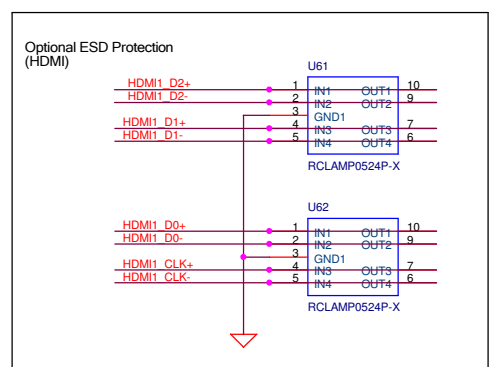 Optional ESD Protection
(HDMI)
U61
HDMI1_D2+ 1 IN1 OUT1 10
HDMI1_D2- 2 IN2 OUT2 9
3 GND1
HDMI1_D1+ 4 IN3 OUT3 7
HDMI1_D1- 5 IN4 OUT4 6
RCLAMP0524P-X
U62
HDMI1_D0+ 1 IN1 OUT1 10
HDMI1_D0- 2 IN2 OUT2 9
3 GND1
HDMI1_CLK+ 4 IN3 OUT3 7
HDMI1_CLK- 5 IN4 OUT4 6
RCLAMP0524P-X